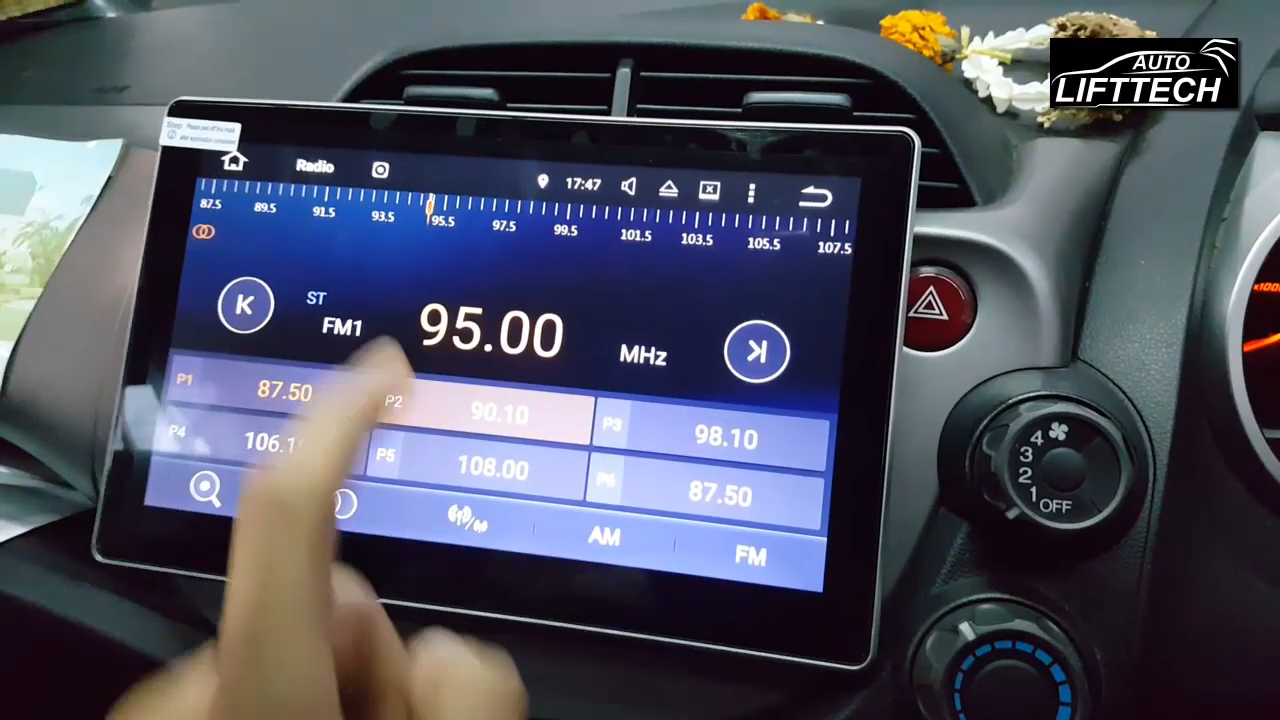 AUTO
LIFTTECH
Radio
17:47
87.5 89.5 91.5 93.5 95.5 97.5 99.5 101.5 103.5 105.5 107.5
ST
FM1 95.00 MHz
P1 87.50 P2 90.10 P3 98.10
P4 106.1 P5 108.00 P6 87.50
AM FM
4
3
2
1
OFF